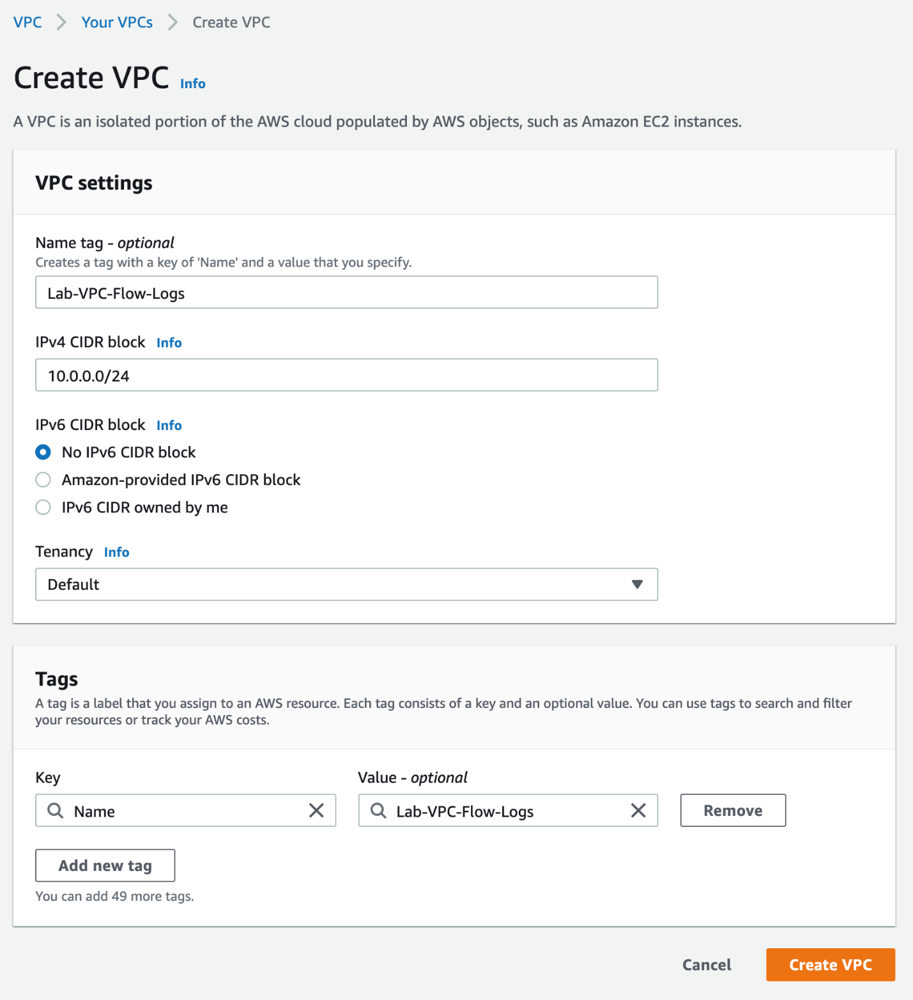 VPC > Your VPCs > Create VPC
Create VPC Info
A VPC is an isolated portion of the AWS cloud populated by AWS objects, such as Amazon EC2 instances.
VPC settings
Name tag - optional
Creates a tag with a key of 'Name' and a value that you specify.
Lab-VPC-Flow-Logs
IPv4 CIDR block Info
10.0.0.0/24
IPv6 CIDR block Info
No IPv6 CIDR block
Amazon-provided IPv6 CIDR block
IPv6 CIDR owned by me
Tenancy Info
Default
Tags
A tag is a label that you assign to an AWS resource. Each tag consists of a key and an optional value. You can use tags to search and filter
your resources or track your AWS costs.
Key Value - optional
Name Lab-VPC-Flow-Logs Remove
Add new tag
You can add 49 more tags.
Cancel Create VPC